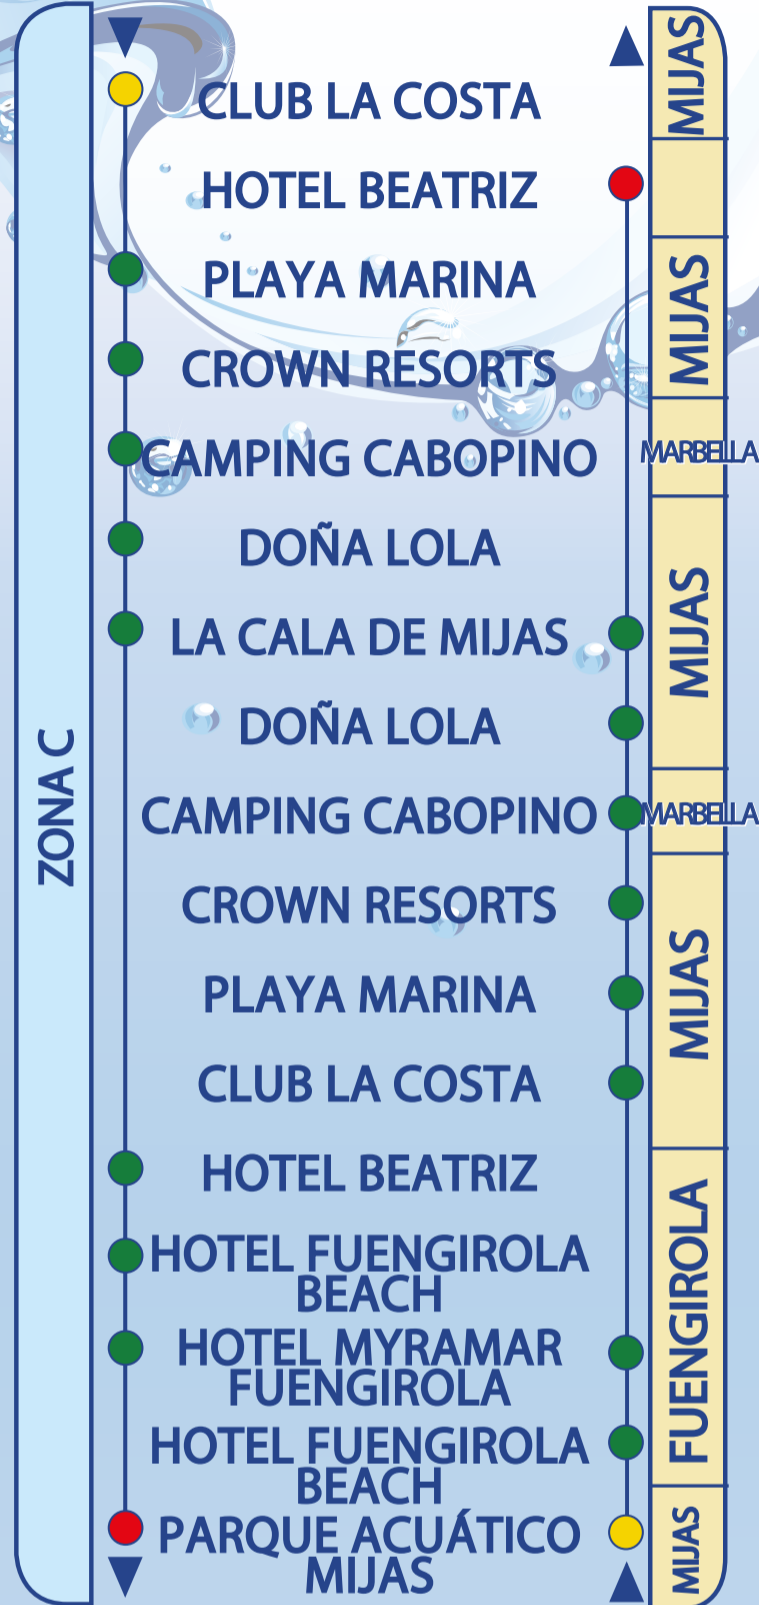 ZONA C
CLUB LA COSTA
HOTEL BEATRIZ
PLAYA MARINA
CROWN RESORTS
CAMPING CABOPINO
DOÑA LOLA
LA CALA DE MIJAS
DOÑA LOLA
CAMPING CABOPINO
CROWN RESORTS
PLAYA MARINA
CLUB LA COSTA
HOTEL BEATRIZ
HOTEL FUENGIROLA
BEACH
HOTEL MYRAMAR
FUENGIROLA
HOTEL FUENGIROLA
BEACH
PARQUE ACUÁTICO
MIJAS
MIJAS
MIJAS
MARBELLA
MIJAS
MARBELLA
MIJAS
FUENGIROLA
MIJAS